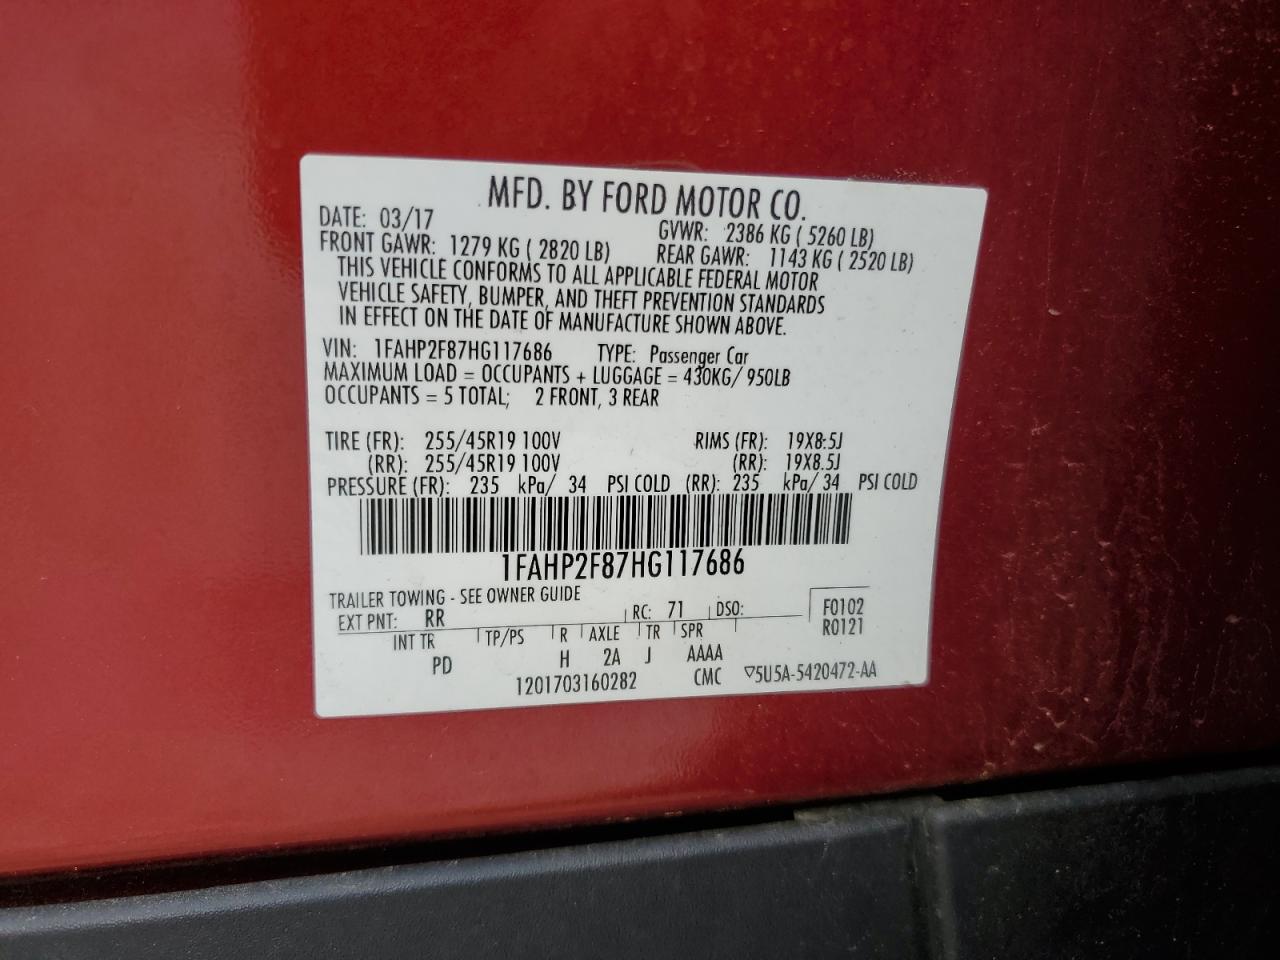 MFD. BY FORD MOTOR CO.
DATE: 03/17 GVWR: 2386 KG ( 5260 LB)
FRONT GAWR: 1279 KG ( 2820 LB) REAR GAWR: 1143 KG ( 2520 LB)
THIS VEHICLE CONFORMS TO ALL APPLICABLE FEDERAL MOTOR
VEHICLE SAFETY, BUMPER, AND THEFT PREVENTION STANDARDS
IN EFFECT ON THE DATE OF MANUFACTURE SHOWN ABOVE.
VIN: 1FAHP2F87HG117686 TYPE: Passenger Car
MAXIMUM LOAD = OCCUPANTS + LUGGAGE = 430KG/ 950LB
OCCUPANTS = 5 TOTAL; 2 FRONT, 3 REAR
TIRE (FR): 255/45R19 100V RIMS (FR): 19X8.5J
(RR): 255/45R19 100V (RR): 19X8.5J
PRESSURE (FR): 235 kPa/ 34 PSI COLD (RR): 235 kPa/ 34 PSI COLD
1FAHP2F87HG117686
TRAILER TOWING - SEE OWNER GUIDE
EXT PNT: RR RC: 71 DSO: F0102
INT TR TP/PS R AXLE TR SPR R0121
PD H 2A J AAAA
1201703160282 CMC ▽5U5A-5420472-AA